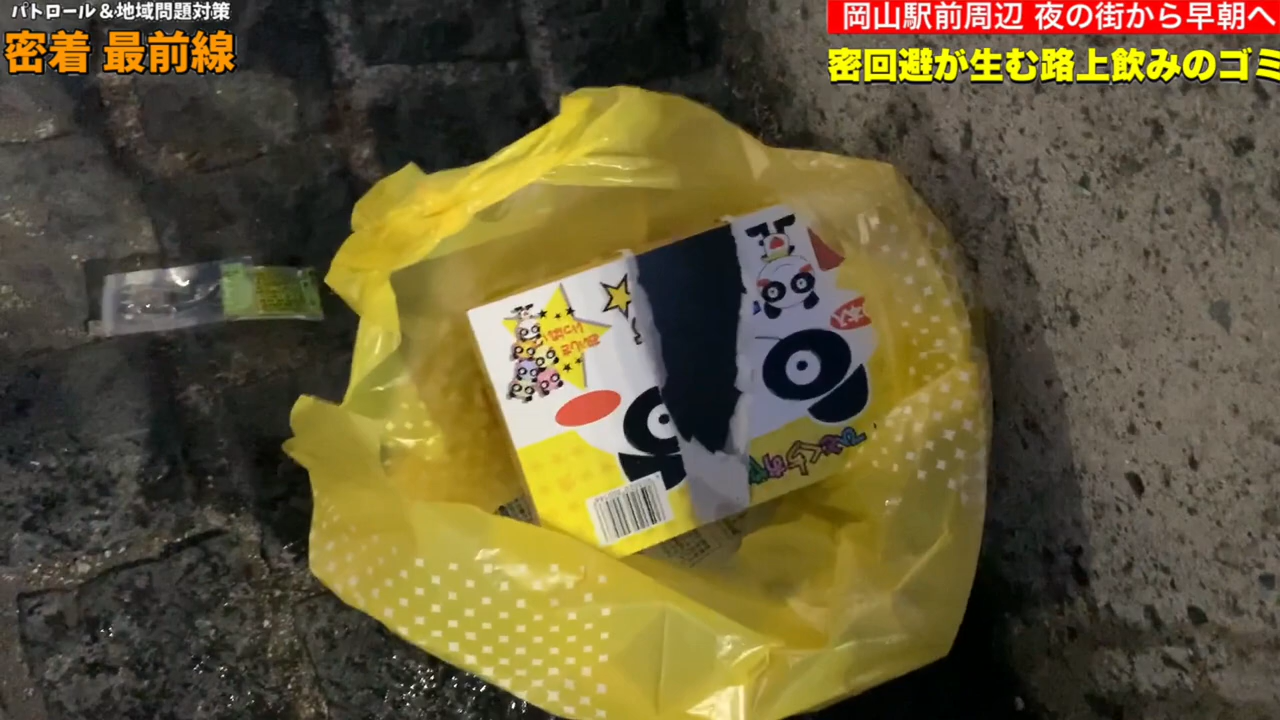 パトロール＆地域問題対策
密着 最前線
岡山駅前周辺 夜の街から早朝へ
密回避が生む路上飲みのゴミ